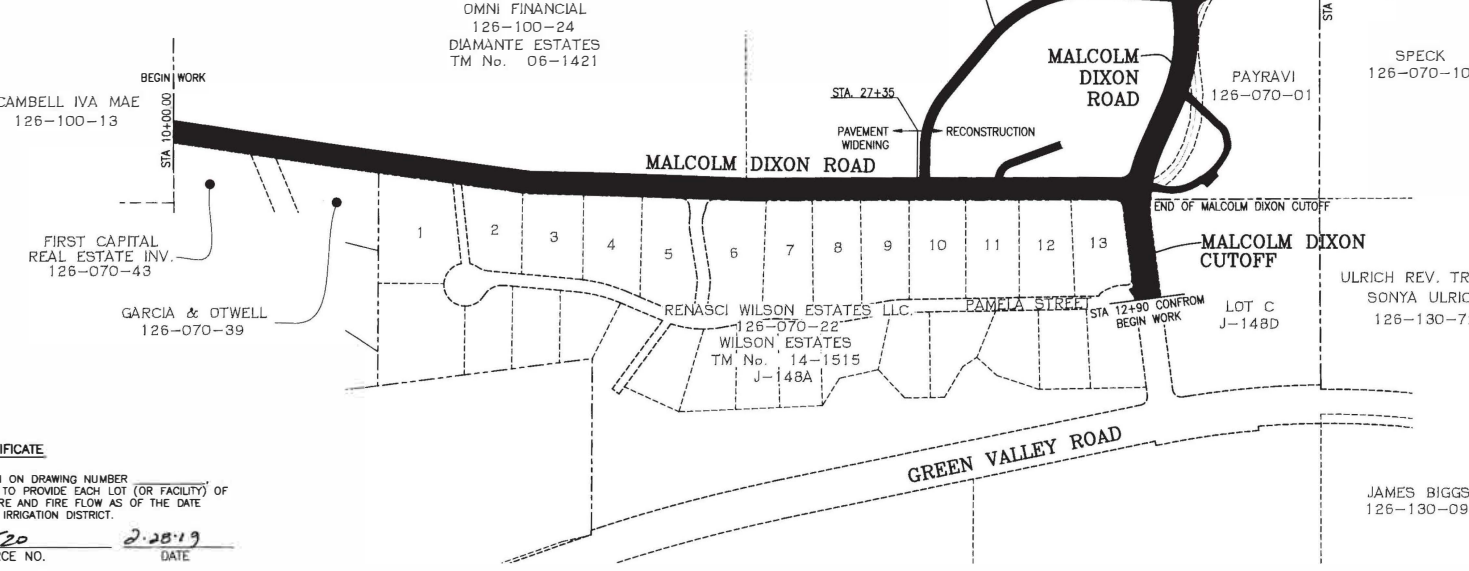 OMNI FINANCIAL
126-100-24
DIAMANTE ESTATES
TM No. 06-1421
BEGIN WORK
CAMBELL IVA MAE
126-100-13
STA 10+00.00
STA
SPECK
126-070-10
MALCOLM
DIXON
ROAD
PAYRAVI
126-070-01
STA. 27+35
PAVEMENT
WIDENING
RECONSTRUCTION
MALCOLM DIXON ROAD
END OF MALCOLM DIXON CUTOFF
MALCOLM DIXON
CUTOFF
FIRST CAPITAL
REAL ESTATE INV.
126-070-43
GARCIA & OTWELL
126-070-39
1 2 3 4 5 6 7 8 9 10 11 12 13
RENASCI WILSON ESTATES LLC.
126-070-22
WILSON ESTATES
TM No. 14-1515
J-148A
PAMELA STREET
STA 12+90 CONFROM
BEGIN WORK
LOT C
J-148D
ULRICH REV. TR
SONYA ULRIC
126-130-7
GREEN VALLEY ROAD
JAMES BIGGS
126-130-09
IFICATE
ON DRAWING NUMBER
TO PROVIDE EACH LOT (OR FACILITY) OF
RE AND FIRE FLOW AS OF THE DATE
IRRIGATION DISTRICT.
20 2-28-19
CE NO. DATE